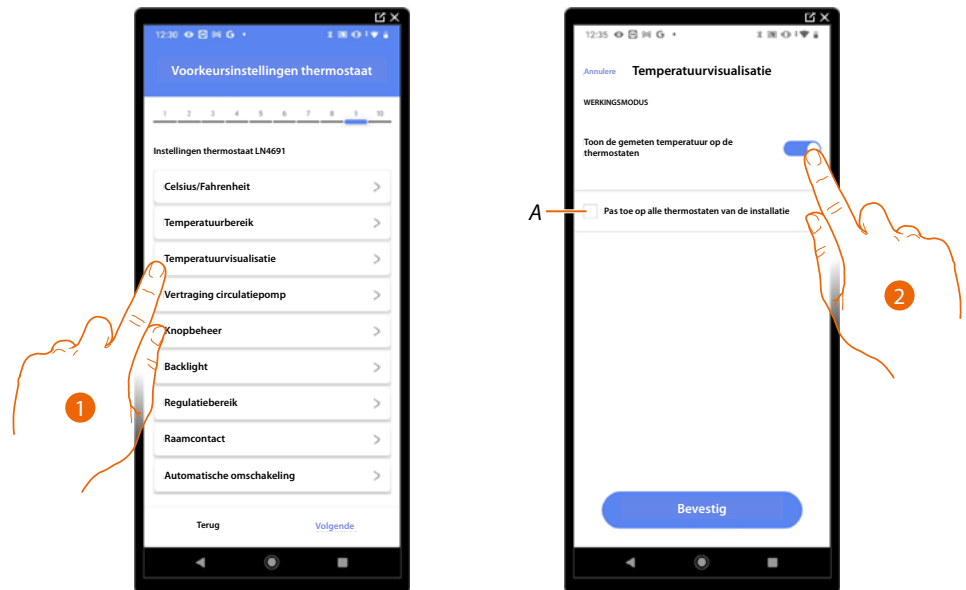 12:30
Voorkeursinstellingen thermostaat
1 2 3 4 5 6 7 8 9 10
Instellingen thermostaat LN4691
Celsius/Fahrenheit
Temperatuurbereik
Temperatuurvisualisatie
Vertraging circulatiepomp
Knopbeheer
Backlight
Regulatiebereik
Raamcontact
Automatische omschakeling
Terug
Volgende
1
12:35
Annulere
Temperatuurvisualisatie
WERKINGSMODUS
Toon de gemeten temperatuur op de
thermostaten
A
Pas toe op alle thermostaten van de installatie
2
Bevestig